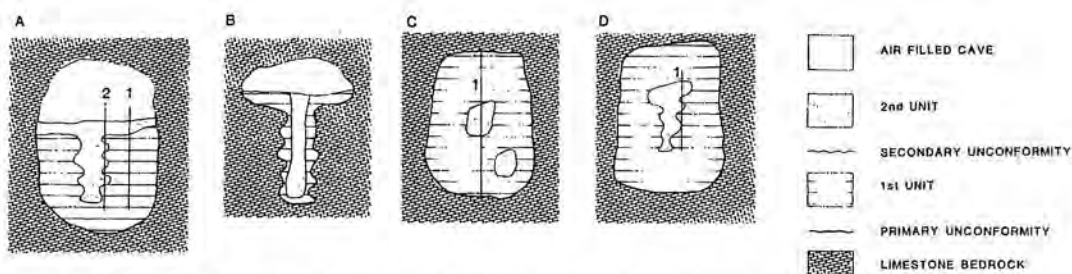 A
B
C
D
2 1
1
1
AIR FILLED CAVE
2nd UNIT
SECONDARY UNCONFORMITY
1st UNIT
PRIMARY UNCONFORMITY
LIMESTONE BEDROCK